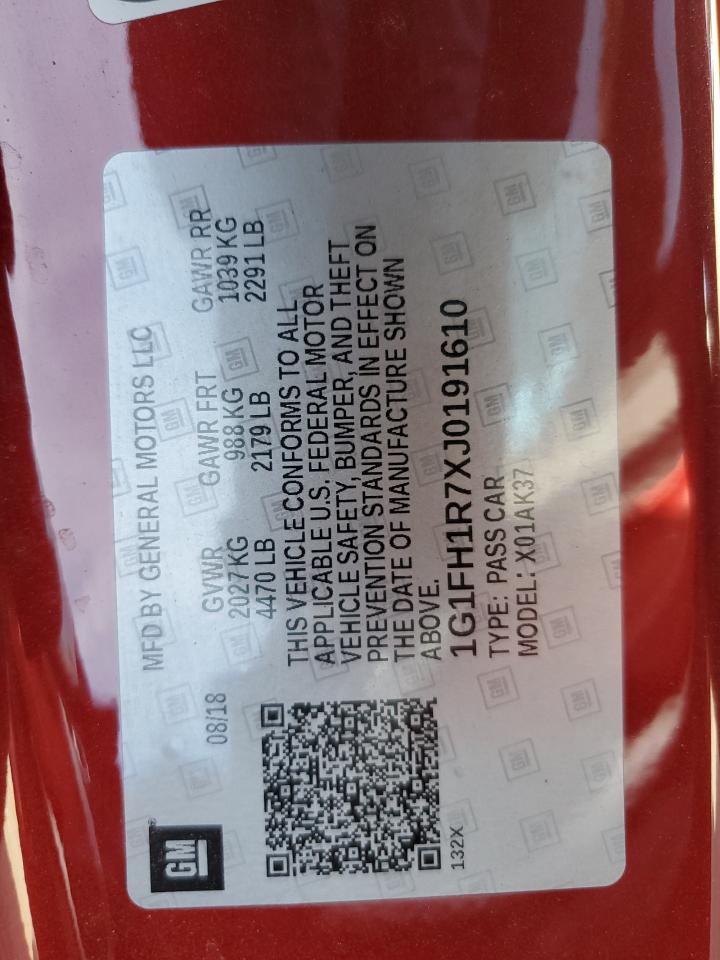 GM
MFD BY GENERAL MOTORS LLC
08/18
GVWR GAWR FRT GAWR RR
2027KG 988 KG 1039 KG
4470 LB 2179 LB 2291 LB
THIS VEHICLE CONFORMS TO ALL
APPLICABLE U.S. FEDERAL MOTOR
VEHICLE SAFETY, BUMPER, AND THEFT
PREVENTION STANDARDS IN EFFECT ON
THE DATE OF MANUFACTURE SHOWN
ABOVE.
1G1FH1R7XJ0191610
TYPE: PASS CAR
MODEL: X01AK37
132X